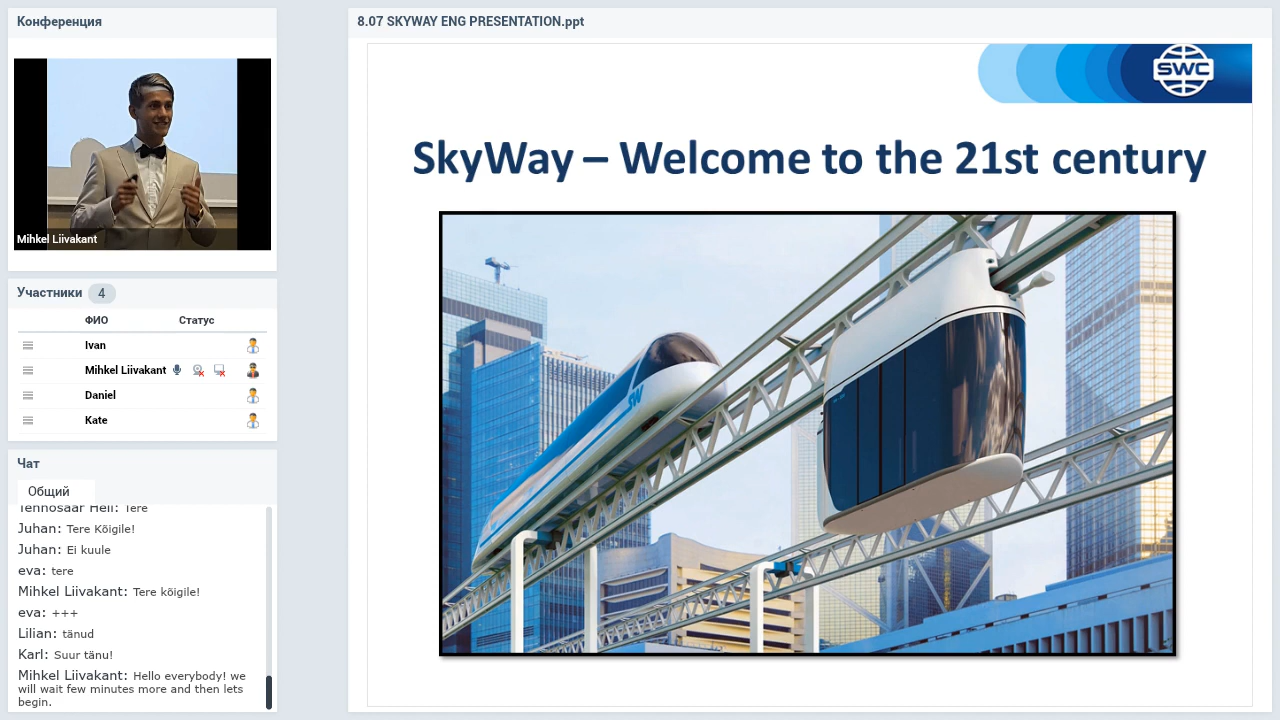 Конференция
Mihkel Liivakant
Участники 4
ФИО Статус
Ivan
Mihkel Liivakant
Daniel
Kate
Чат
Общий
Tennosaar Heli: Tere
Juhan: Tere Kõigile!
Juhan: Ei kuule
eva: tere
Mihkel Liivakant: Tere kõigile!
eva: +++
Lilian: tänud
Karl: Suur tänu!
Mihkel Liivakant: Hello everybody! we
will wait few minutes more and then lets
begin.
8.07 SKYWAY ENG PRESENTATION.ppt
SWC
SkyWay – Welcome to the 21st century
SW